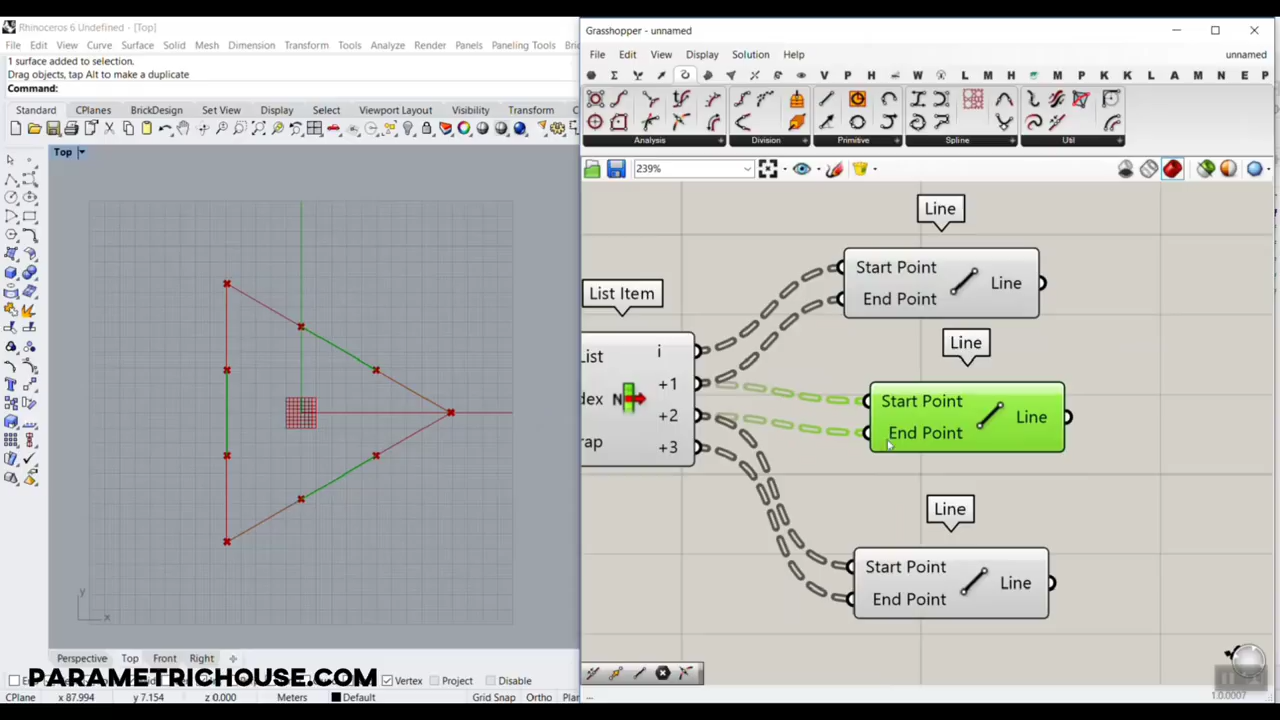 Rhinoceros 6 Undefined - [Top]
File Edit View Curve Surface Solid Mesh Dimension Transform Tools Analyze Render Panels Paneling Tools
1 surface added to selection.
Drag objects, tap Alt to make a duplicate
Command:
Standard CPlanes BrickDesign Set View Display Select Viewport Layout Visibility Transform
Top
y
x
Perspective Top Front Right
PARAMETRICHOUSE.COM
Vertex Project Disable
CPlane x 87.994 y 7.154 z 0.000 Meters Default Grid Snap Ortho
Grasshopper - unnamed
File Edit View Display Solution Help unnamed
V P H W L M H M P K K L A M N E P
Analysis Division Primitive Spline Util
239%
List Item
List i
+1
+2
+3
N
Line
Start Point
End Point
Line
Line
Start Point
End Point
Line
Line
Start Point
End Point
Line
1.0.0007